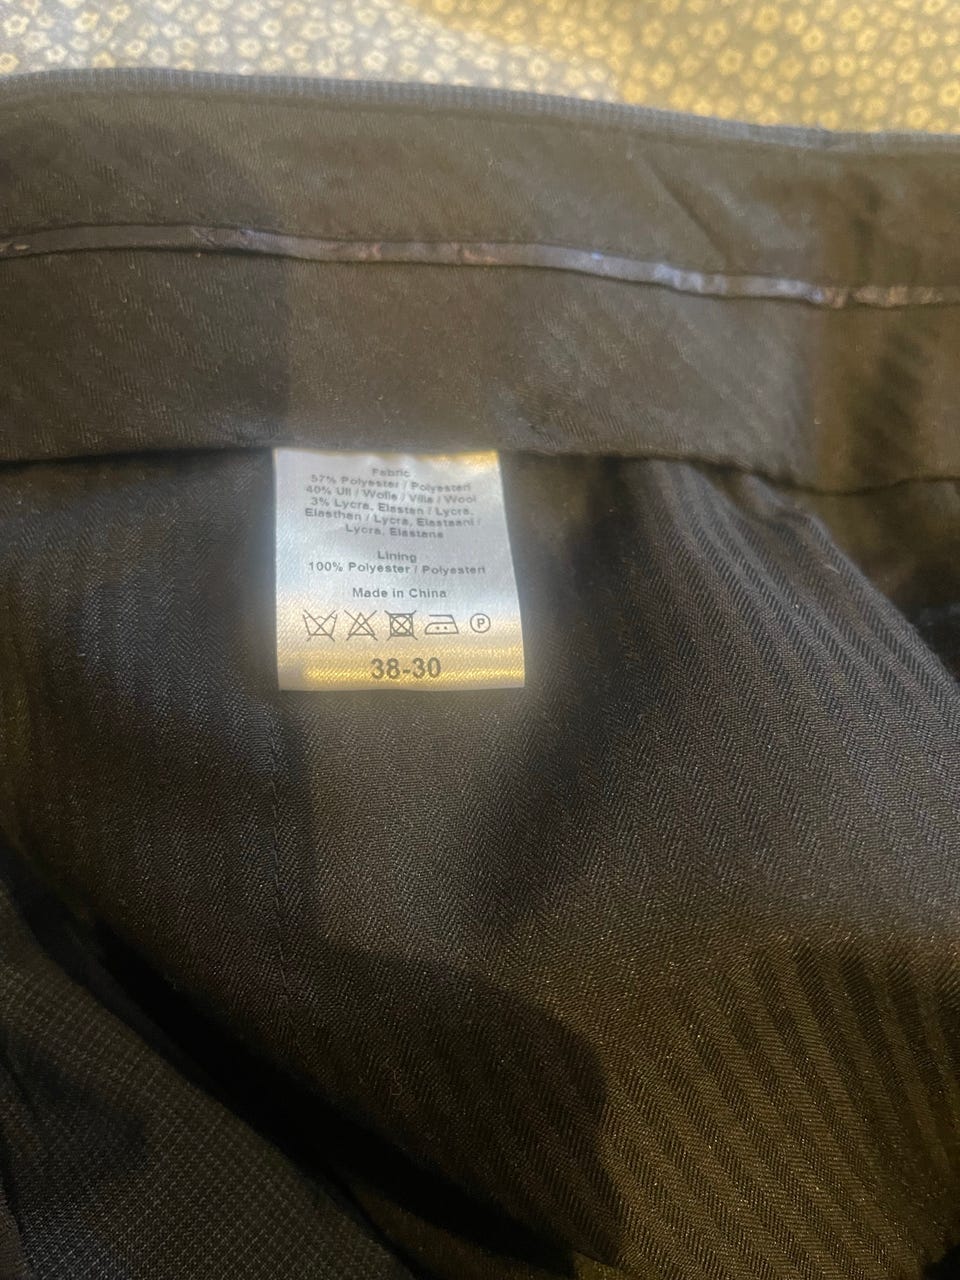 Fabric
57% Polyester / Polyesteri
40% Ull / Wolle / Villa / Wool
3% Lycra, Elasten / Lycra,
Elasthan / Lycra, Elastaani /
Lycra, Elastane
Lining
100% Polyester / Polyesteri
Made in China
P
38-30